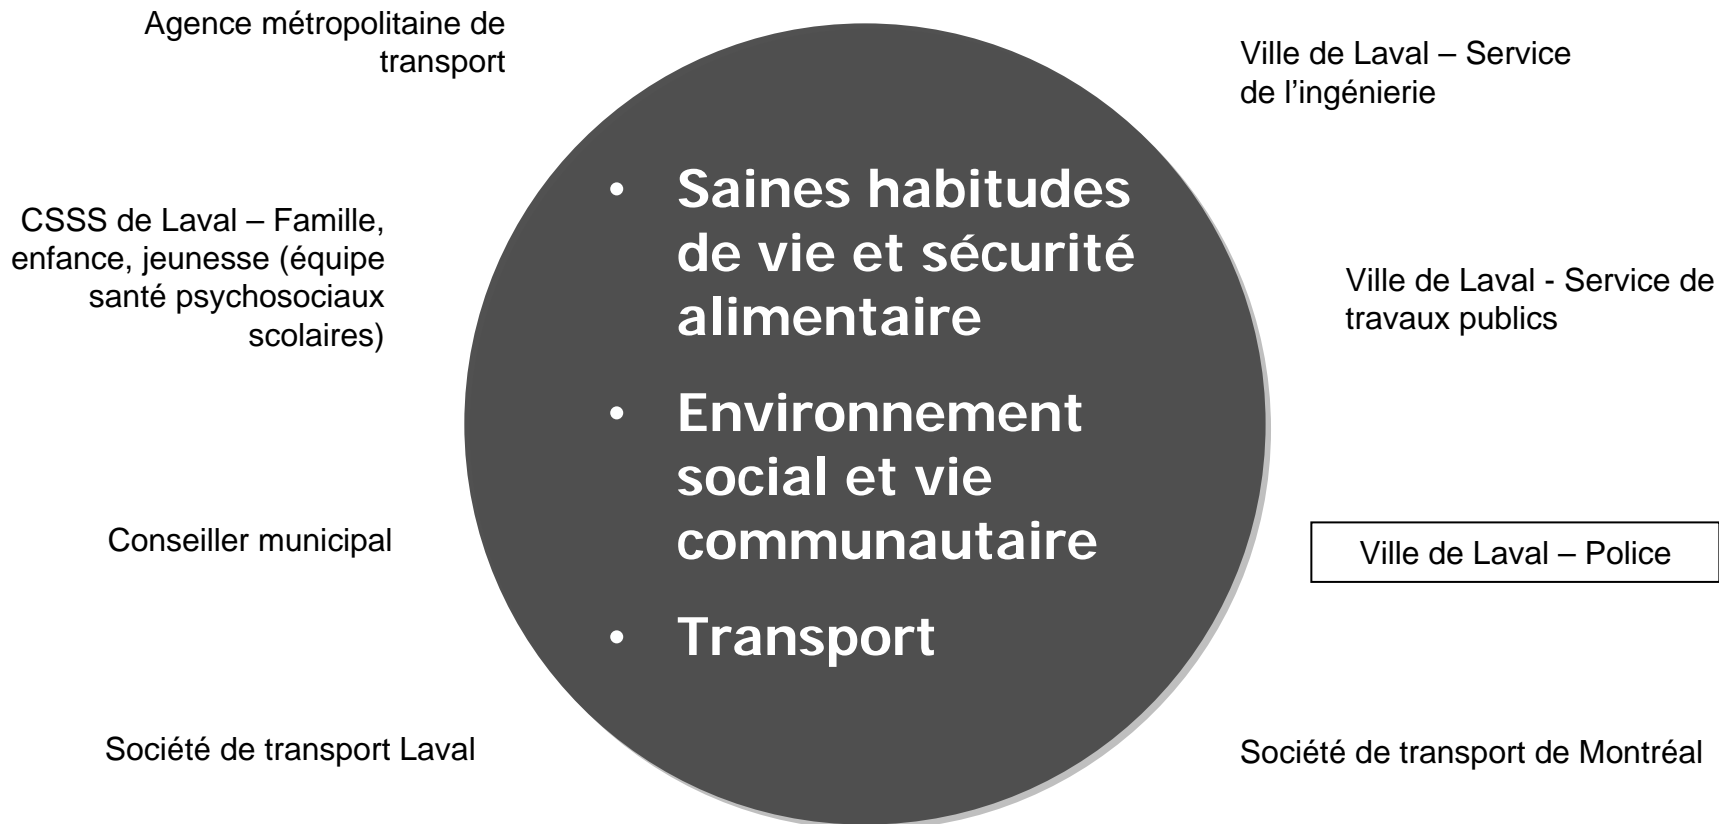 Agence métropolitaine de
transport
CSSS de Laval – Famille,
enfance, jeunesse (équipe
santé psychosociaux
scolaires)
Conseiller municipal
Société de transport Laval
• Saines habitudes
de vie et sécurité
alimentaire
• Environnement
social et vie
communautaire
• Transport
Ville de Laval – Service
de l’ingénierie
Ville de Laval - Service de
travaux publics
Ville de Laval – Police
Société de transport de Montréal